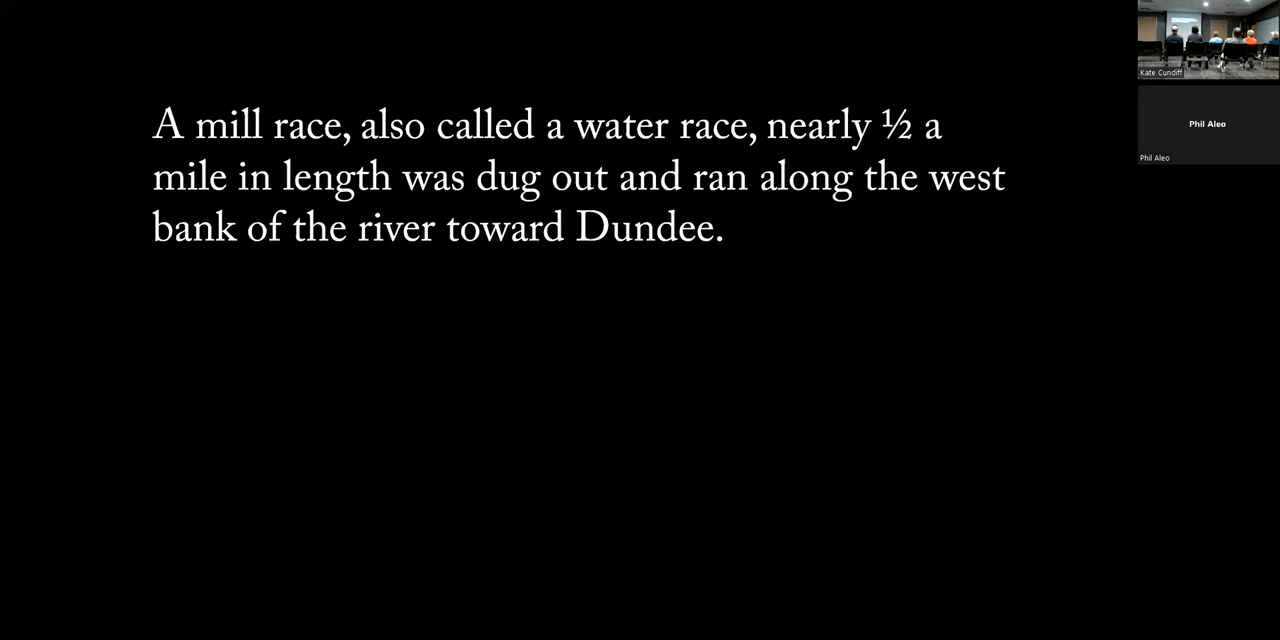 A mill race, also called a water race, nearly ½ a
mile in length was dug out and ran along the west
bank of the river toward Dundee.
Kate Cundiff
Phil Aleo
Phil Aleo